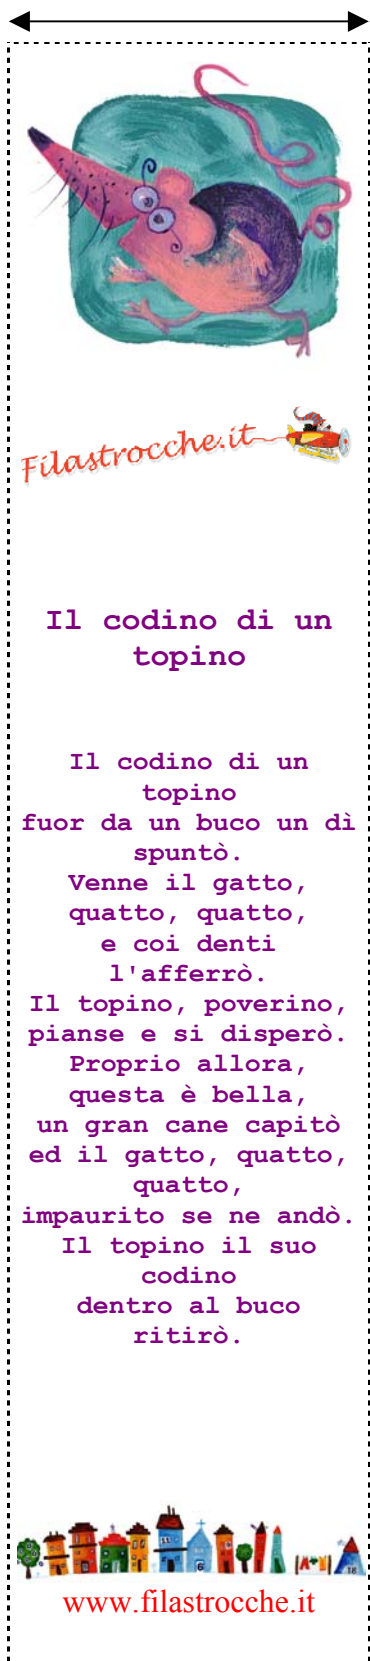 Filastrocche.it
Il codino di un
topino
Il codino di un
topino
fuor da un buco un dì
spuntò.
Venne il gatto,
quatto, quatto,
e coi denti
l'afferrò.
Il topino, poverino,
pianse e si disperò.
Proprio allora,
questa è bella,
un gran cane capitò
ed il gatto, quatto,
quatto,
impaurito se ne andò.
Il topino il suo
codino
dentro al buco
ritirò.
www.filastrocche.it